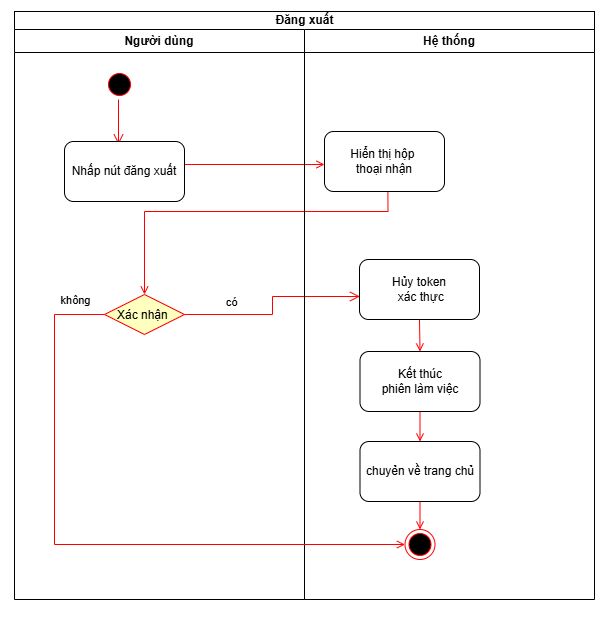 Đăng xuất
Người dùng
Hệ thống
Nhấp nút đăng xuất
Hiển thị hộp
thoại nhận
Hủy token
xác thực
không
Xác nhận
có
Kết thúc
phiên làm việc
chuyển về trang chủ